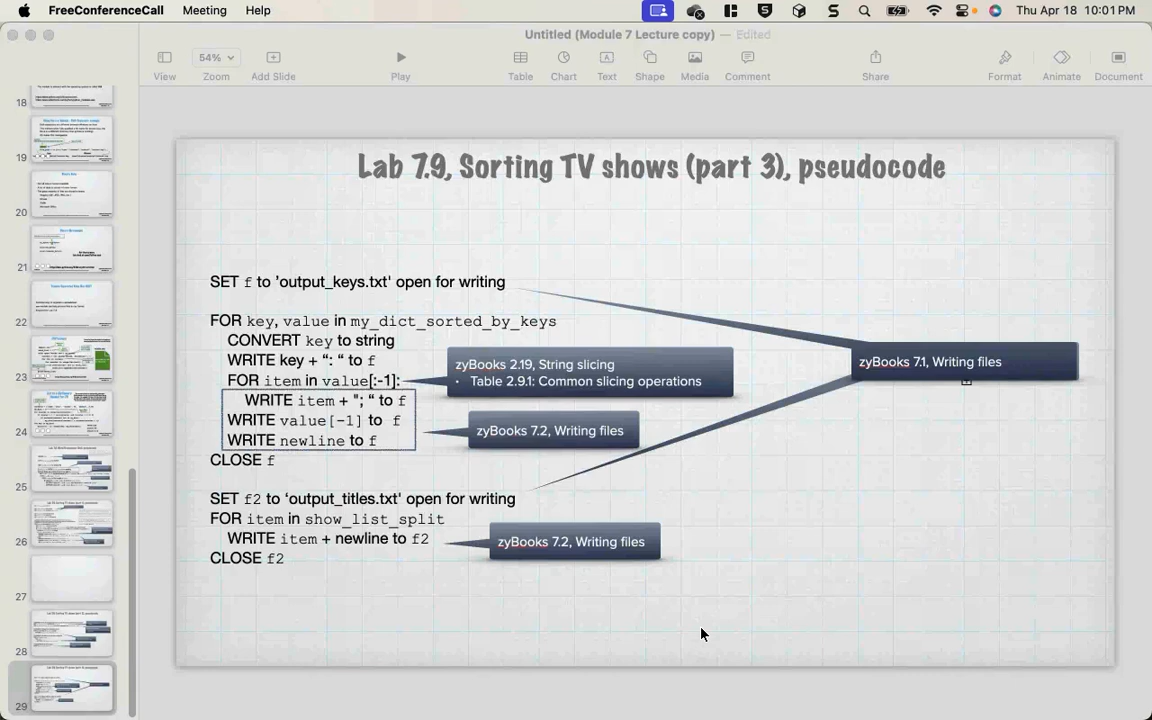 FreeConferenceCall Meeting Help Thu Apr 18 10:01 PM
Untitled (Module 7 Lecture copy) — Edited
54%
View Zoom Add Slide Play Table Chart Text Shape Media Comment Share Format Animate Document
18
19
20
21
22
23
24
25
26
27
28
29
Lab 7.9, Sorting TV shows (part 3), pseudocode
SET f to 'output_keys.txt' open for writing
FOR key, value in my_dict_sorted_by_keys
CONVERT key to string
WRITE key + “: “ to f
FOR item in value[:-1]:
WRITE item + "; “ to f
WRITE value[-1] to f
WRITE newline to f
CLOSE f
SET f2 to ‘output_titles.txt' open for writing
FOR item in show_list_split
WRITE item + newline to f2
CLOSE f2
zyBooks 7.1, Writing files
zyBooks 2.19, String slicing
• Table 2.9.1: Common slicing operations
zyBooks 7.2, Writing files
zyBooks 7.2, Writing files